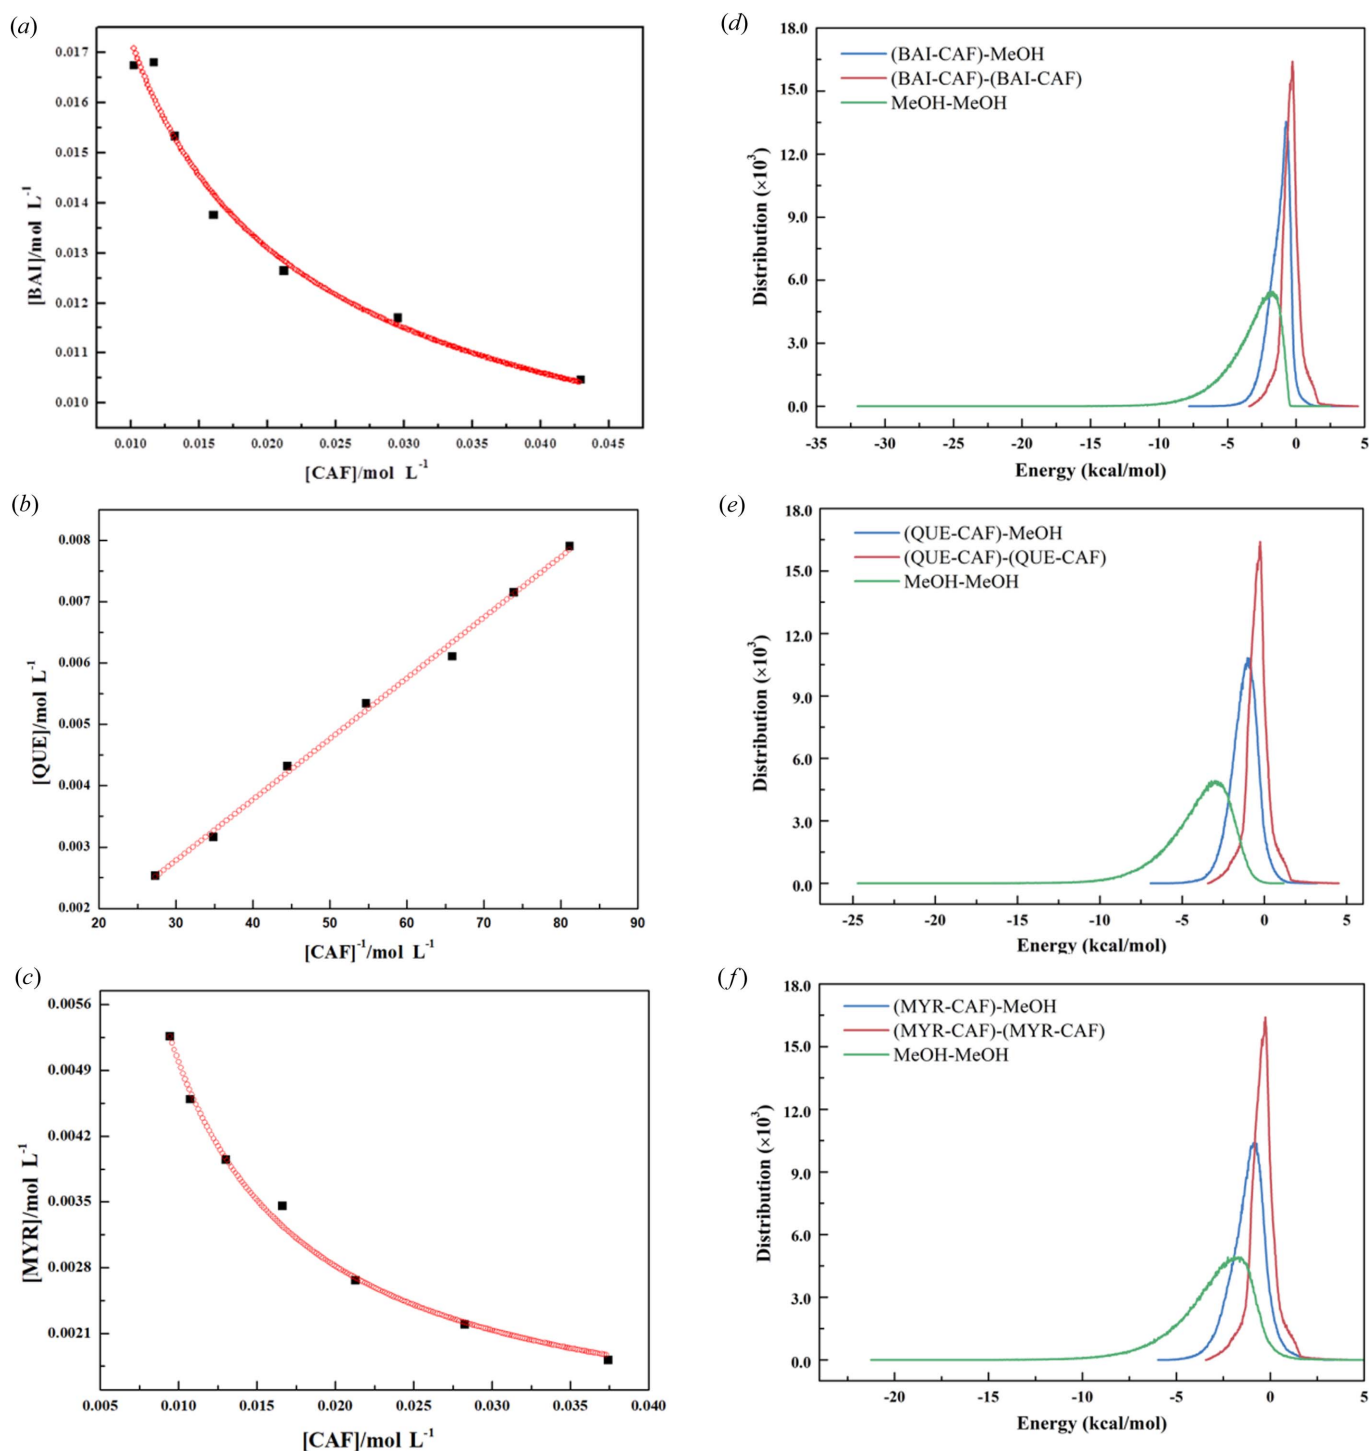 (a)
0.017
0.016
0.015
0.014
0.013
0.012
0.011
0.010
[BAI]/mol L-1
0.010 0.015 0.020 0.025 0.030 0.035 0.040 0.045
[CAF]/mol L-1
(d)
18.0
15.0
12.0
9.0
6.0
3.0
0.0
Distribution (×10³)
(BAI-CAF)-MeOH
(BAI-CAF)-(BAI-CAF)
MeOH-MeOH
-35 -30 -25 -20 -15 -10 -5 0 5
Energy (kcal/mol)
(b)
0.008
0.007
0.006
0.005
0.004
0.003
0.002
[QUE]/mol L-1
20 30 40 50 60 70 80 90
[CAF]-1/mol L-1
(e)
18.0
15.0
12.0
9.0
6.0
3.0
0.0
Distribution (×10³)
(QUE-CAF)-MeOH
(QUE-CAF)-(QUE-CAF)
MeOH-MeOH
-25 -20 -15 -10 -5 0 5
Energy (kcal/mol)
(c)
0.0056
0.0049
0.0042
0.0035
0.0028
0.0021
[MYR]/mol L-1
0.005 0.010 0.015 0.020 0.025 0.030 0.035 0.040
[CAF]/mol L-1
(f)
18.0
15.0
12.0
9.0
6.0
3.0
0.0
Distribution (×10³)
(MYR-CAF)-MeOH
(MYR-CAF)-(MYR-CAF)
MeOH-MeOH
-20 -15 -10 -5 0 5
Energy (kcal/mol)